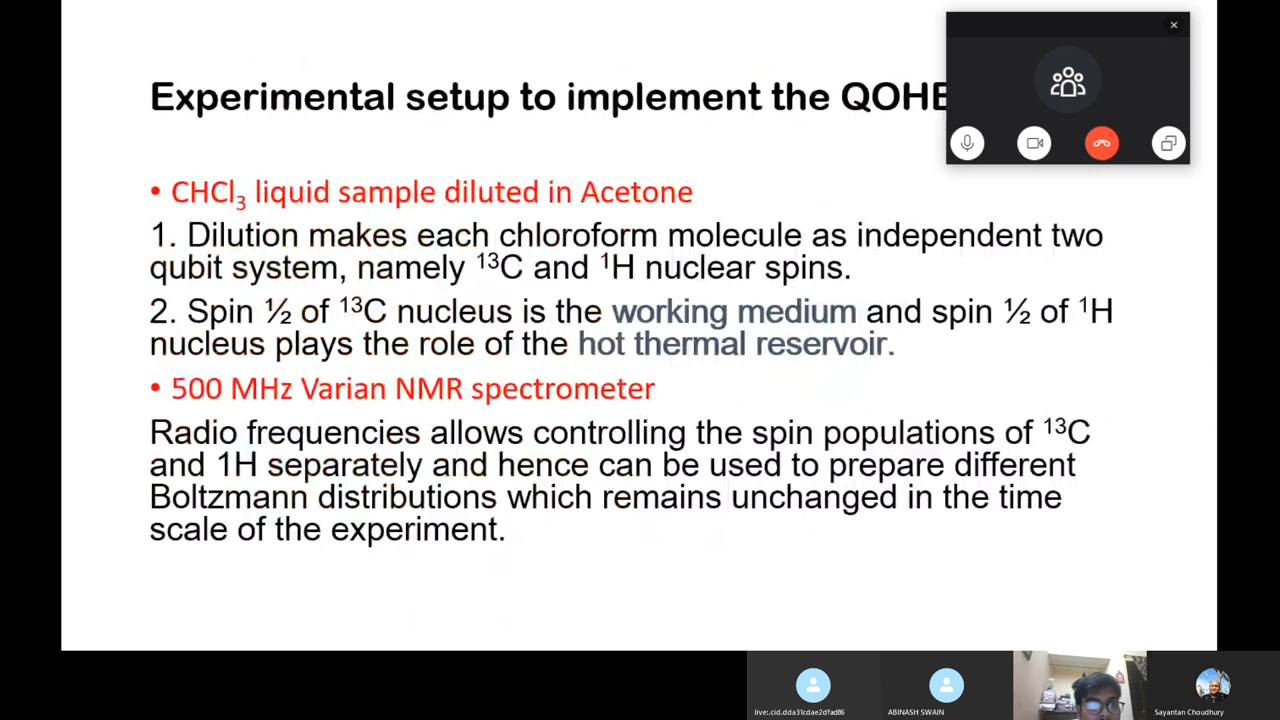 Experimental setup to implement the QOHE
• CHCl₃ liquid sample diluted in Acetone
1. Dilution makes each chloroform molecule as independent two
qubit system, namely ¹³C and ¹H nuclear spins.
2. Spin ½ of ¹³C nucleus is the working medium and spin ½ of ¹H
nucleus plays the role of the hot thermal reservoir.
• 500 MHz Varian NMR spectrometer
Radio frequencies allows controlling the spin populations of ¹³C
and 1H separately and hence can be used to prepare different
Boltzmann distributions which remains unchanged in the time
scale of the experiment.
live:.cid.dda31cdae2dfad86
ABINASH SWAIN
Sayantan Choudhury